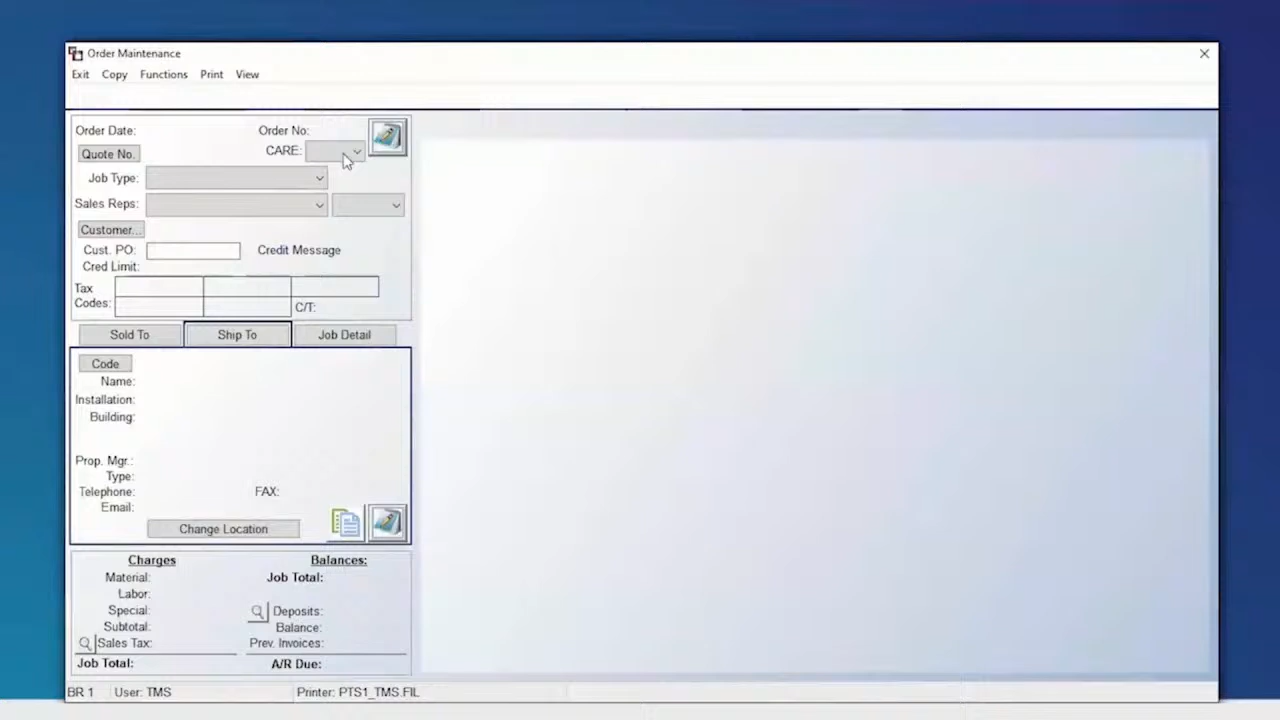 Order Maintenance
Exit Copy Functions Print View
Order Date: Order No:
Quote No. CARE:
Job Type:
Sales Reps:
Customer...
Cust. PO: Credit Message
Cred Limit:
Tax
Codes: C/T:
Sold To Ship To Job Detail
Code
Name:
Installation:
Building:
Prop. Mgr.:
Type:
Telephone: FAX:
Email:
Change Location
Charges Balances:
Material: Job Total:
Labor:
Special: Deposits:
Subtotal: Balance:
Sales Tax: Prev. Invoices:
Job Total: A/R Due:
BR 1 User: TMS Printer: PTS1_TMS.FIL